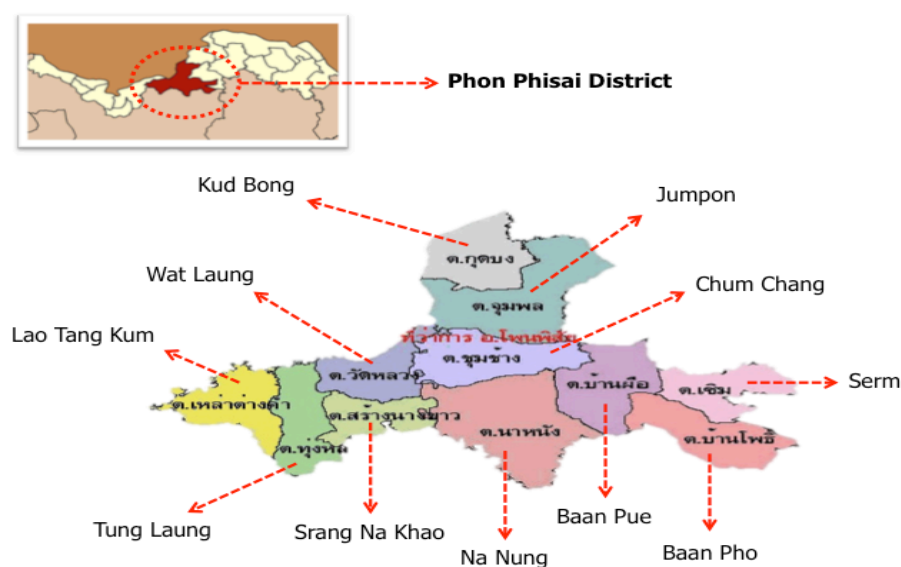 Phon Phisai District
Kud Bong
Jumpon
ต.กุดบง
Wat Laung
Chum Chang
ต.จุมพล
Lao Tang Kum
ที่ว่าการ อ.โพนพิสัย
ต.ชุมช้าง
ต.วัดหลวง
ต.บ้านผือ
ต.เซิม
Serm
ต.เหล่าต่างคำ
ต.สร้างนางขาว
ต.นาหนัง
ต.บ้านโพธิ์
ต.ทุ่งหล
Tung Laung
Srang Na Khao
Na Nung
Baan Pue
Baan Pho